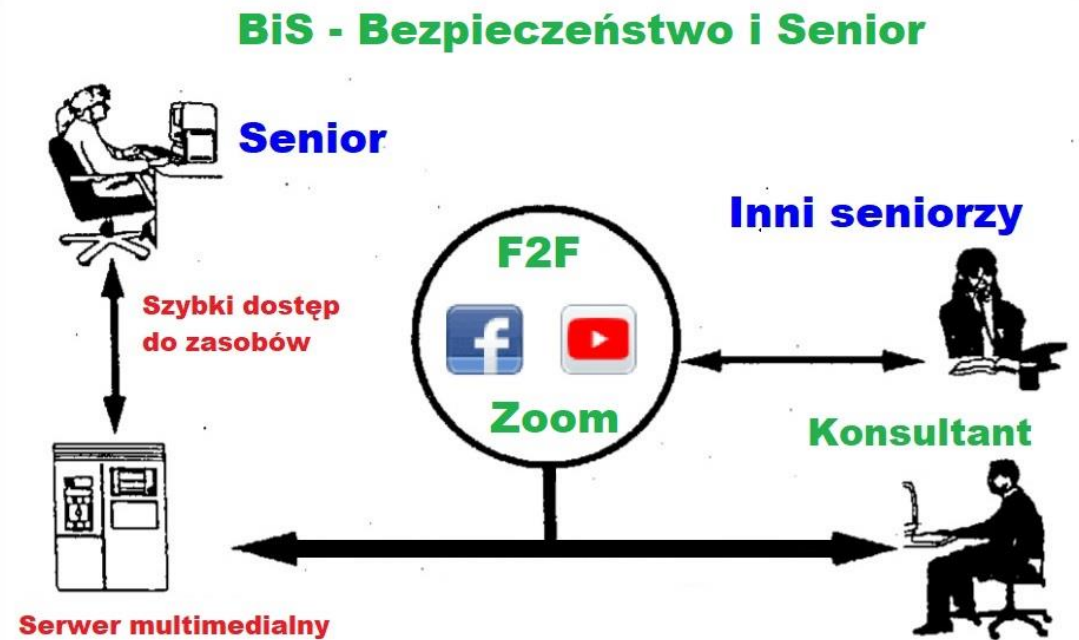 BiS - Bezpieczeństwo i Senior
Senior
Inni seniorzy
F2F
Szybki dostęp
do zasobów
f
Zoom
Konsultant
Serwer multimedialny